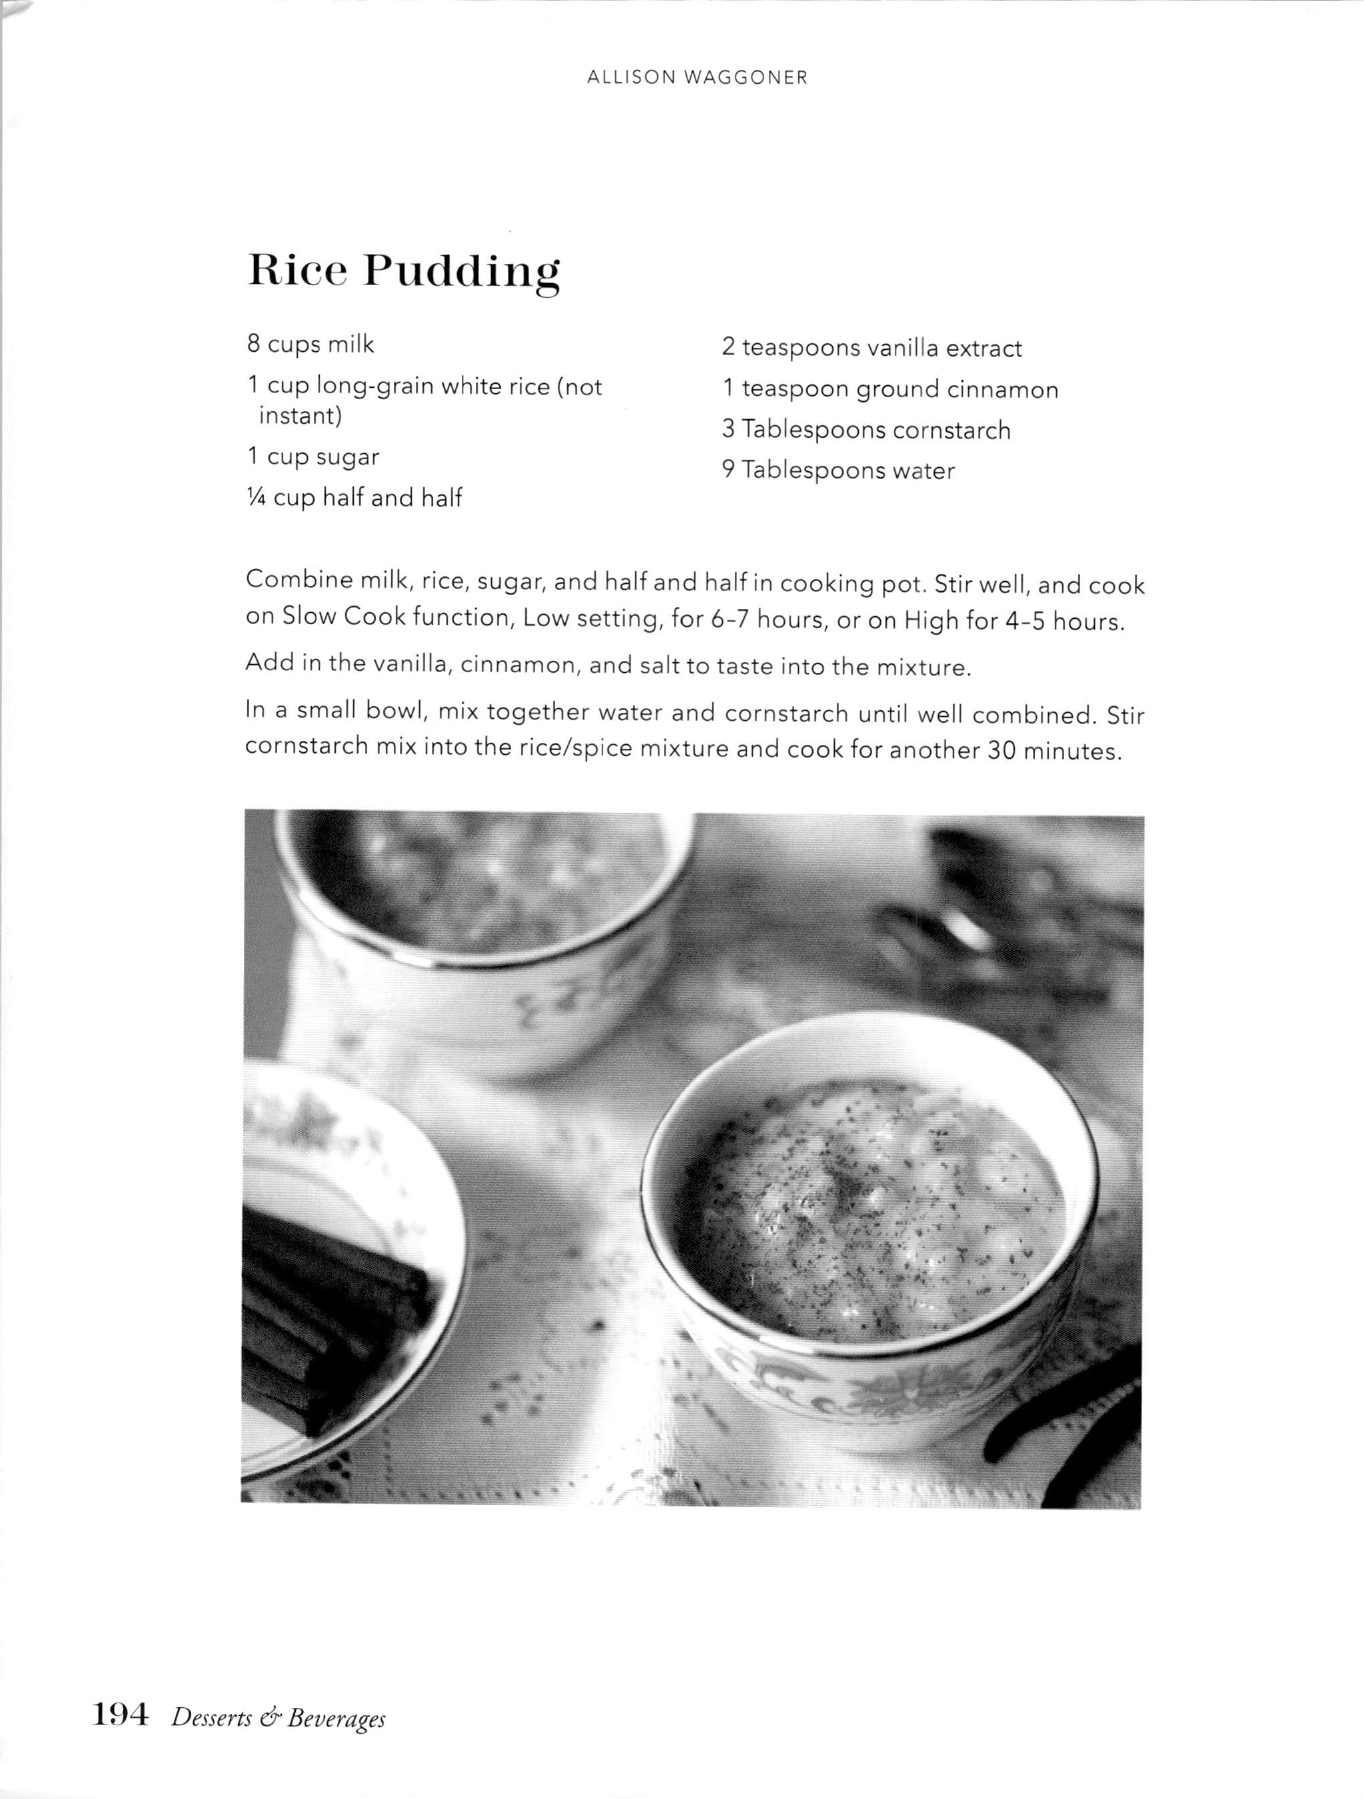 ALLISON WAGGONER
Rice Pudding
8 cups milk
1 cup long-grain white rice (not
instant)
1 cup sugar
¼ cup half and half
2 teaspoons vanilla extract
1 teaspoon ground cinnamon
3 Tablespoons cornstarch
9 Tablespoons water
Combine milk, rice, sugar, and half and half in cooking pot. Stir well, and cook
on Slow Cook function, Low setting, for 6-7 hours, or on High for 4-5 hours.
Add in the vanilla, cinnamon, and salt to taste into the mixture.
In a small bowl, mix together water and cornstarch until well combined. Stir
cornstarch mix into the rice/spice mixture and cook for another 30 minutes.
194 Desserts & Beverages